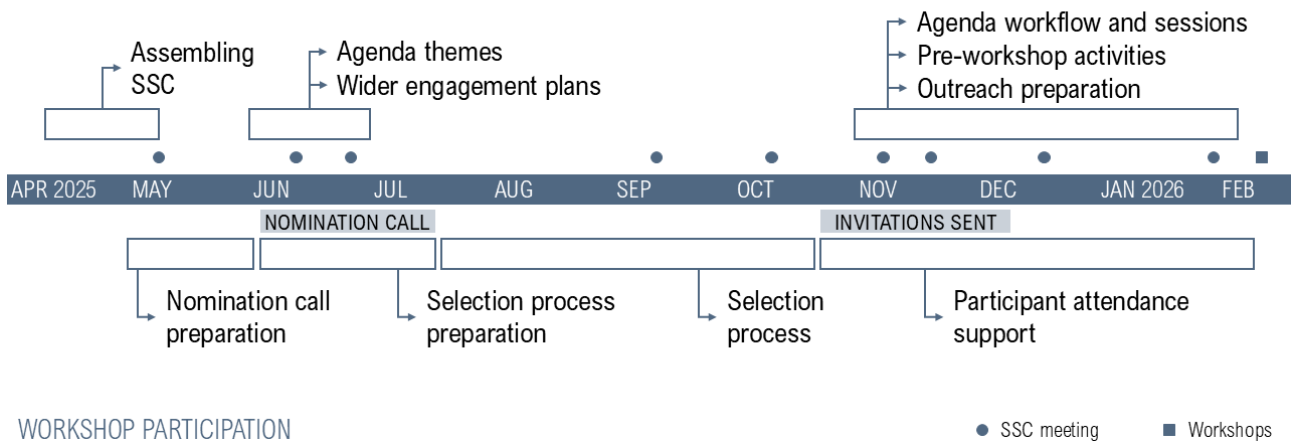 Assembling
SSC
Agenda themes
Wider engagement plans
Agenda workflow and sessions
Pre-workshop activities
Outreach preparation
APR 2025 MAY JUN JUL AUG SEP OCT NOV DEC JAN 2026 FEB
NOMINATION CALL INVITATIONS SENT
Nomination call
preparation
Selection process
preparation
Selection
process
Participant attendance
support
WORKSHOP PARTICIPATION
SSC meeting Workshops